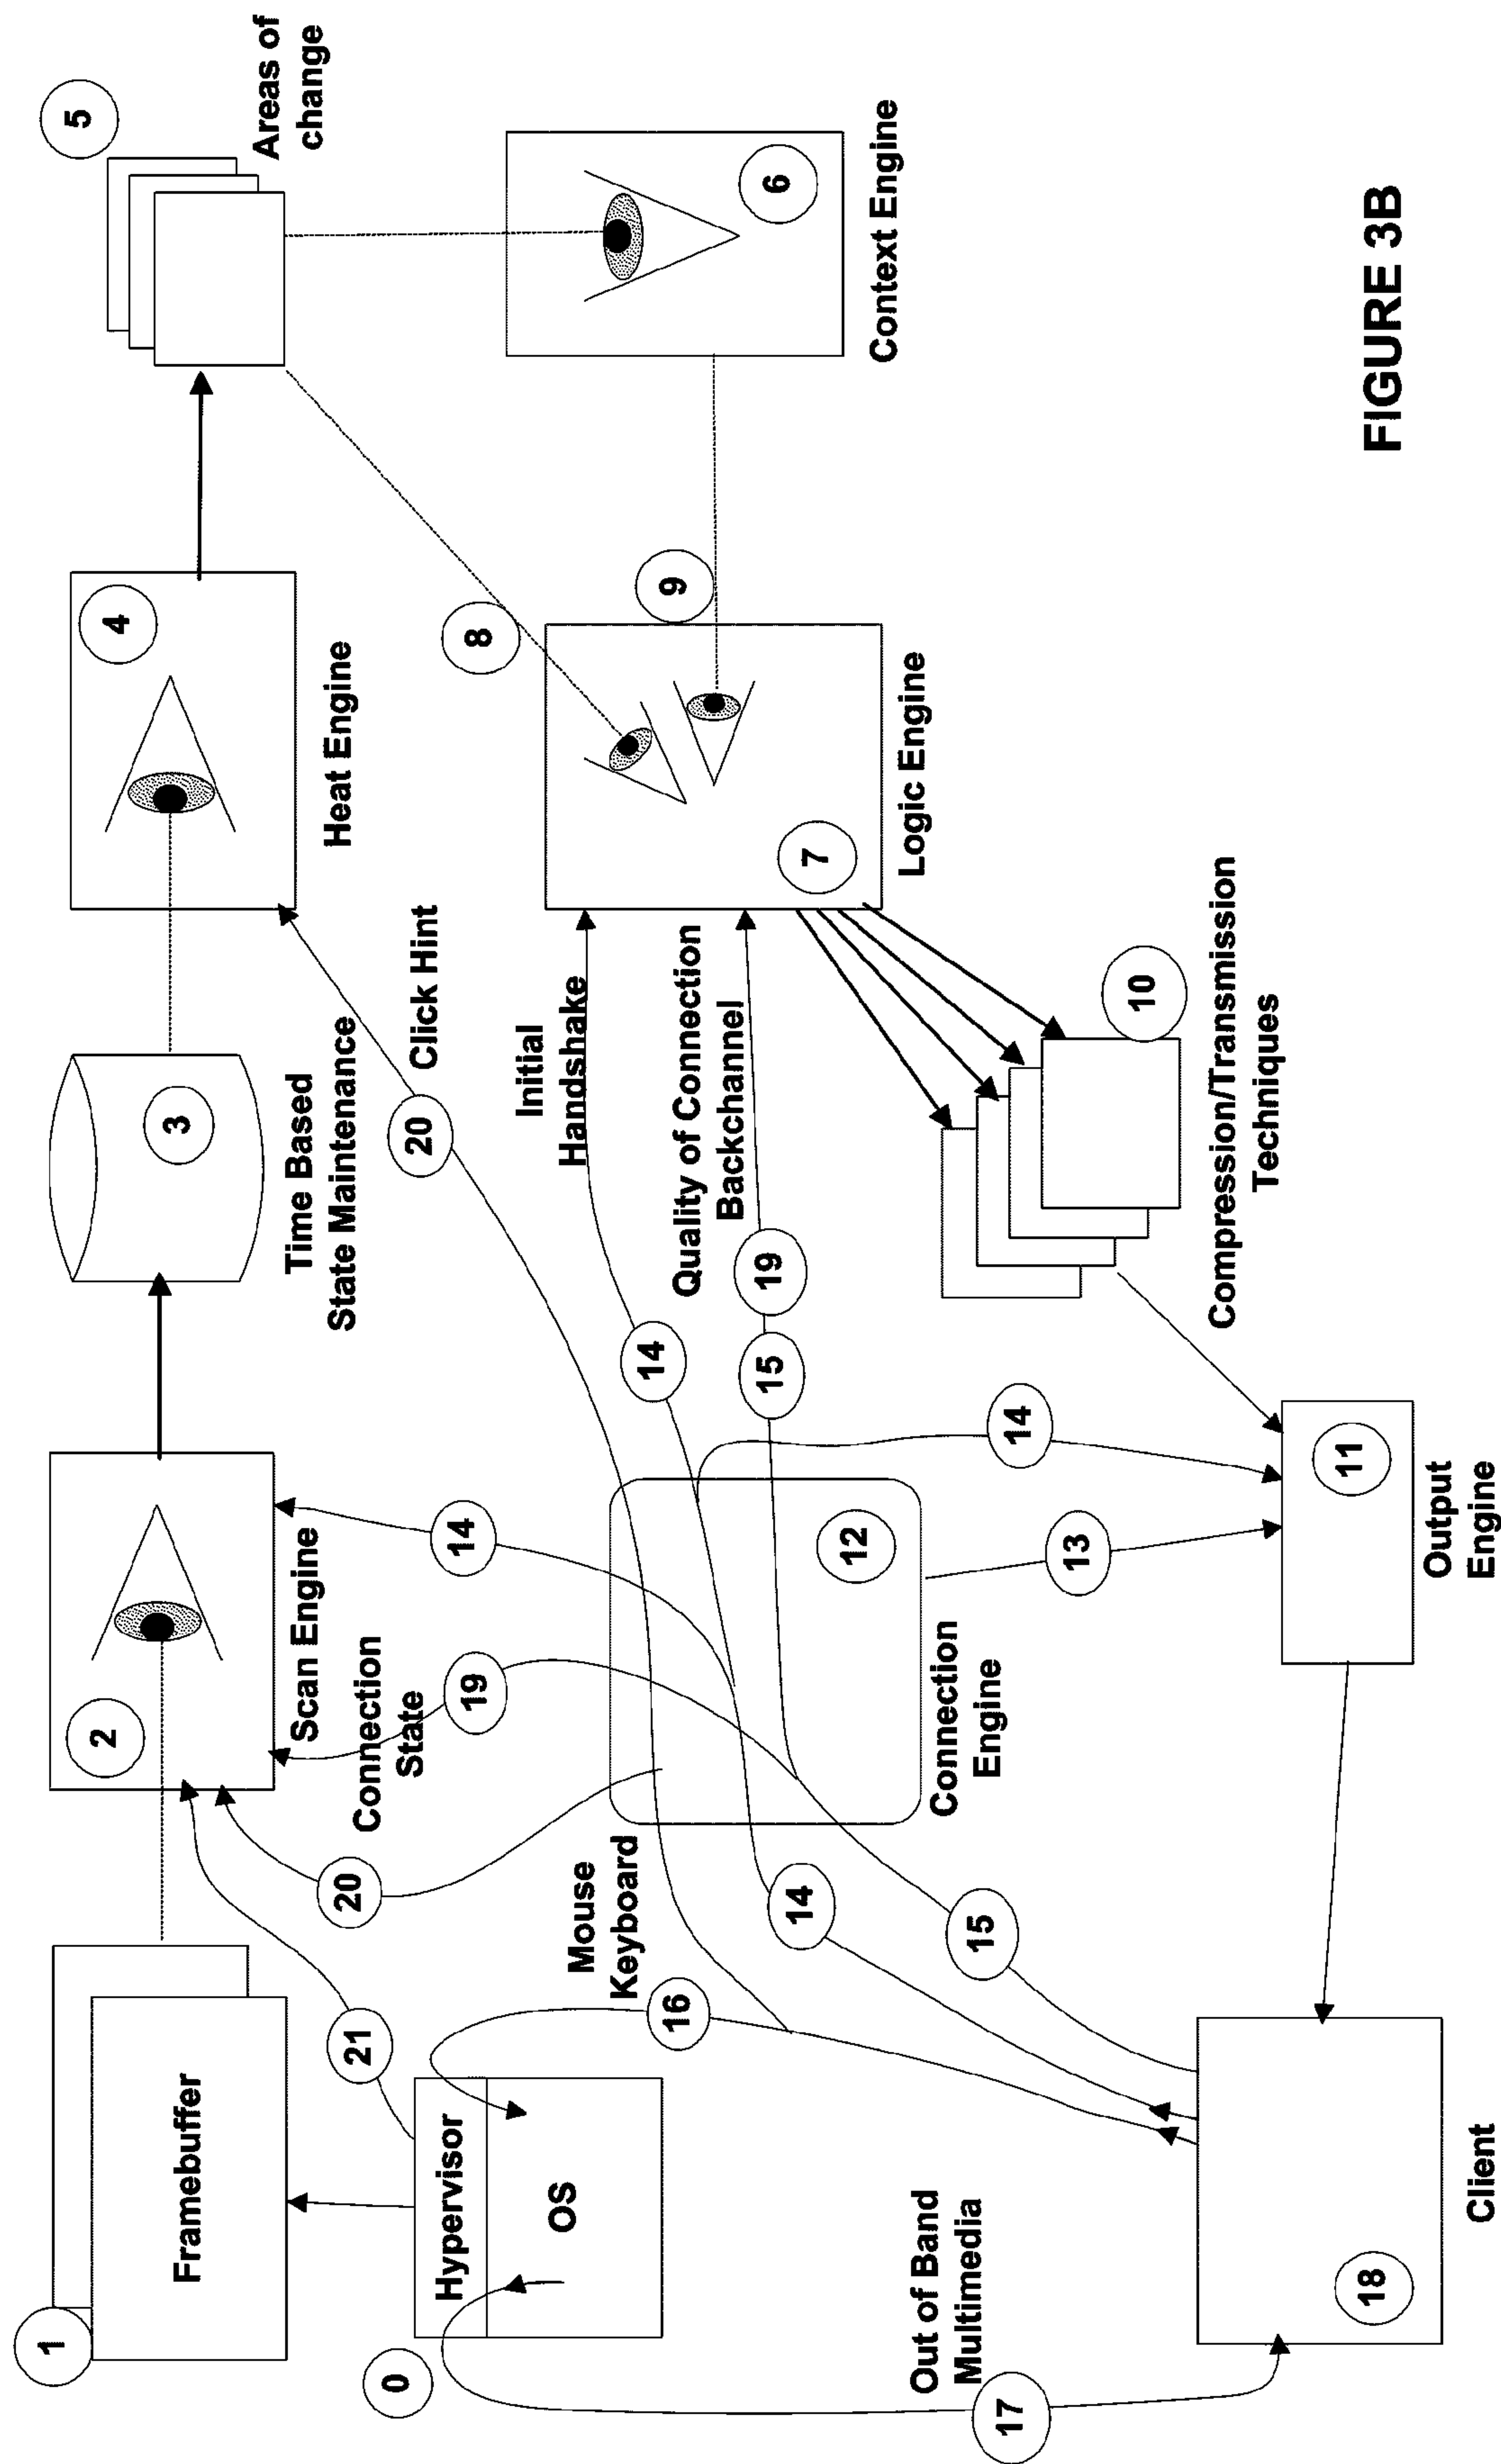 1
Framebuffer
2
Scan Engine
3
Time Based
State Maintenance
4
Heat Engine
5
Areas of
change
0
Hypervisor
OS
21
20
Connection
State
19
14
20
Click Hint
Mouse
Keyboard
16
Initial
Handshake
14
Quality of Connection
Backchannel
15
19
8
9
7
Logic Engine
6
Context Engine
12
Connection
Engine
14
15
13
14
10
Compression/Transmission
Techniques
Out of Band
Multimedia
17
18
Client
11
Output
Engine
FIGURE 3B